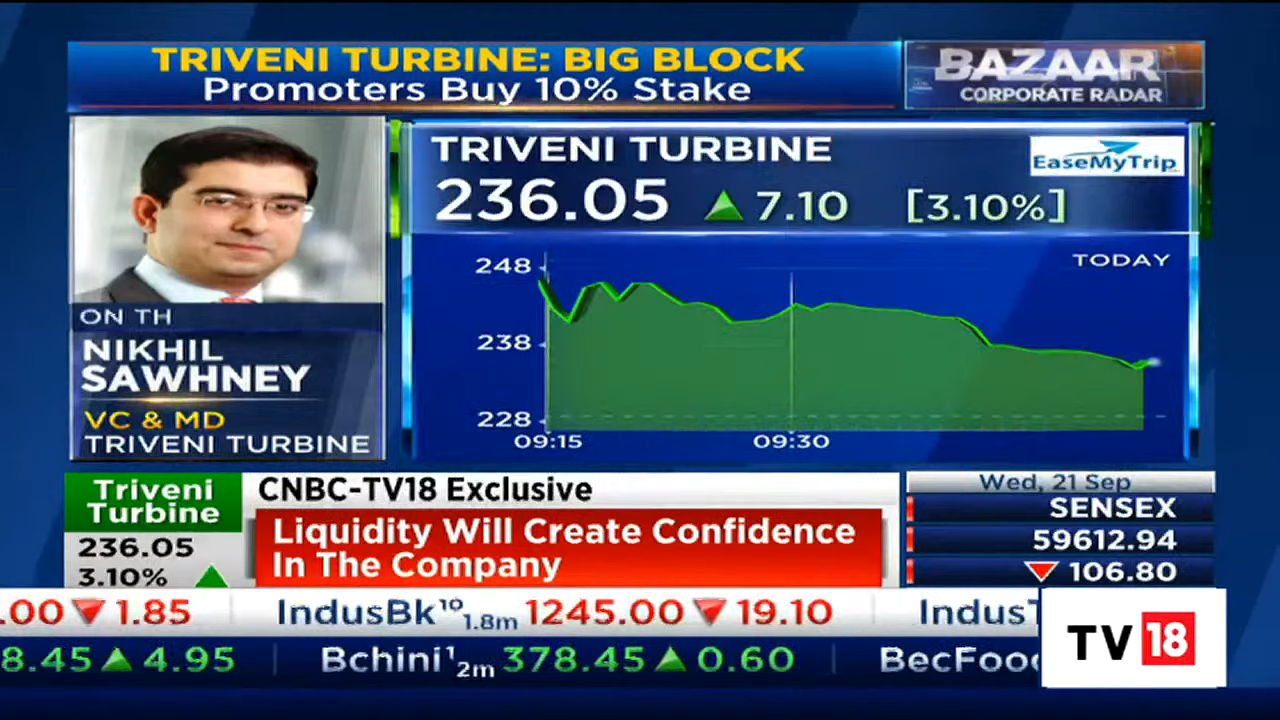 TRIVENI TURBINE: BIG BLOCK
Promoters Buy 10% Stake
BAZAAR
CORPORATE RADAR
TRIVENI TURBINE
EaseMyTrip
236.05 ▲ 7.10 [3.10%]
TODAY
248
238
228
09:15 09:30
ON TH
NIKHIL
SAWHNEY
VC & MD
TRIVENI TURBINE
Triveni
Turbine
236.05
3.10% ▲
CNBC-TV18 Exclusive
Liquidity Will Create Confidence
In The Company
Wed, 21 Sep
SENSEX
59612.94
▼ 106.80
.00 ▼ 1.85 IndusBk¹⁰ 1.8m 1245.00 ▼ 19.10 IndusT
8.45 ▲ 4.95 Bchini¹ 2m 378.45 ▲ 0.60 BecFoo
TV18